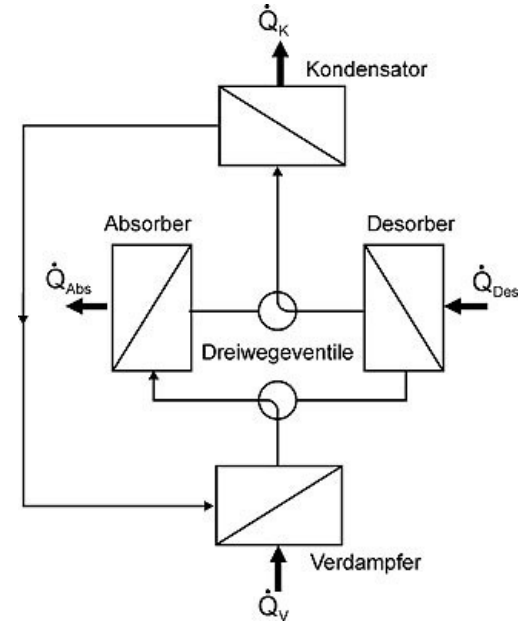 Q̇K
Kondensator
Absorber
Desorber
Q̇Abs
Q̇Des
Dreiwegeventile
Verdampfer
Q̇V